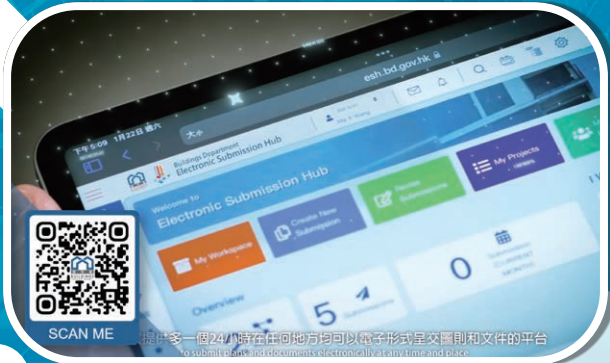 esh.bd.gov.hk
下午 5:09 1月22日 週六
大小
Buildings Department
Electronic Submission Hub
Welcome to
Electronic Submission Hub
My Workspace
Create New
Submission
Submissions
My Projects
Overview
5
0
Submission
CURRENT
MONTHS
BUILDINGS
SCAN ME
提供多一個24小時在任何地方均可以電子形式呈交圖則和文件的平台
to submit plans and documents electronically at any time and place